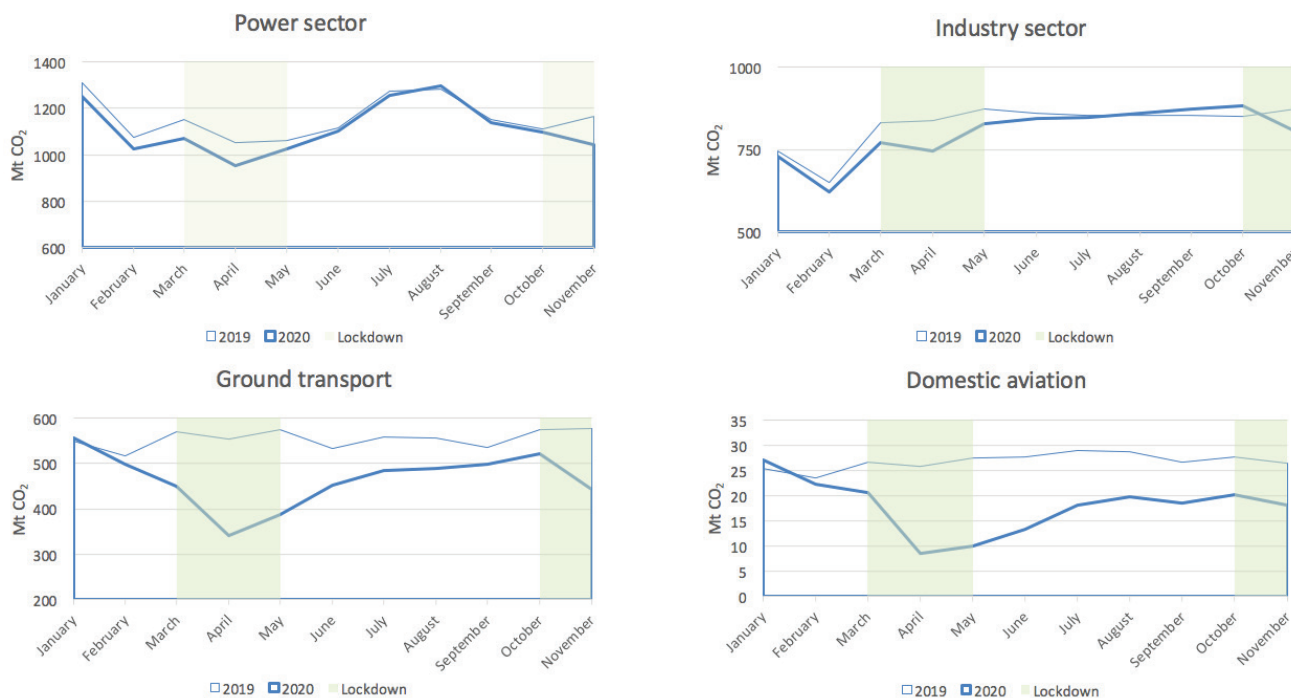 Power sector
1400
1200
1000
800
600
Mt CO₂
January
February
March
April
May
June
July
August
September
October
November
2019 2020 Lockdown
Industry sector
1000
750
500
Mt CO₂
January
February
March
April
May
June
July
August
September
October
November
2019 2020 Lockdown
Ground transport
600
500
400
300
200
Mt CO₂
January
February
March
April
May
June
July
August
September
October
November
2019 2020 Lockdown
Domestic aviation
35
30
25
20
15
10
5
0
Mt CO₂
January
February
March
April
May
June
July
August
September
October
November
2019 2020 Lockdown